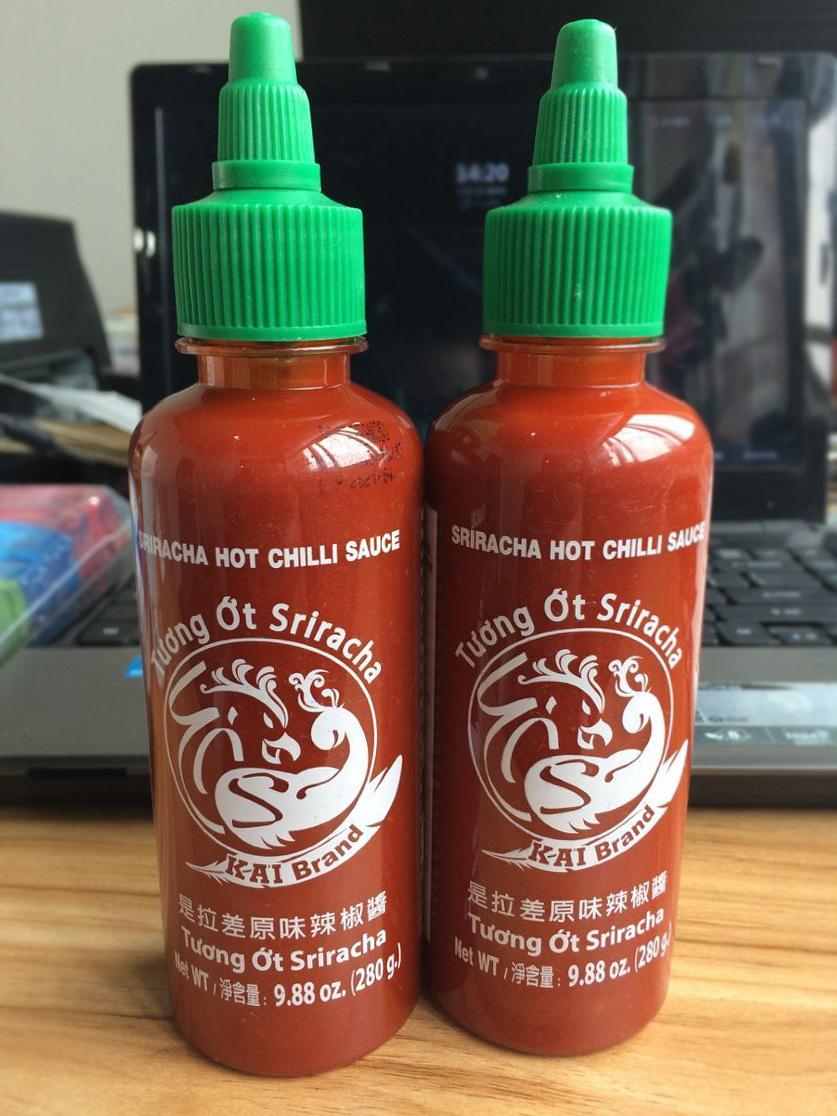 14:20
SRIRACHA HOT CHILLI SAUCE
Tương Ớt Sriracha
KAI Brand
是拉差原味辣椒醬
Tương Ớt Sriracha
Net WT / 淨含量 : 9.88 oz. (280 g.)
SRIRACHA HOT CHILLI SAUCE
Tương Ớt Sriracha
KAI Brand
是拉差原味辣椒醬
Tương Ớt Sriracha
Net WT / 淨含量 : 9.88 oz. (280 g.)